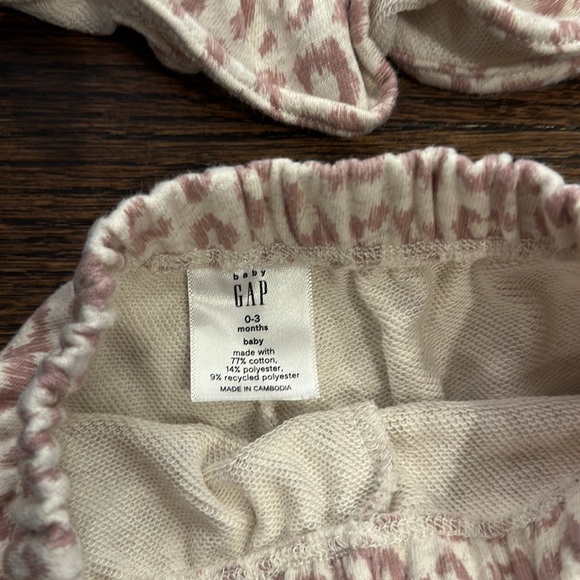 baby
GAP
0-3
months
baby
made with
77% cotton,
14% polyester,
9% recycled polyester
MADE IN CAMBODIA